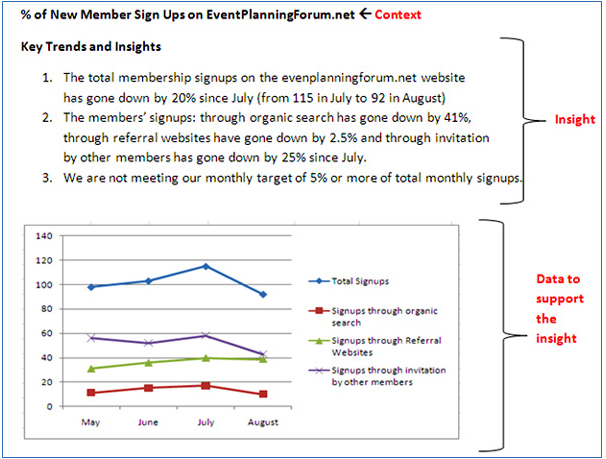 % of New Member Sign Ups on EventPlanningForum.net ← Context
Key Trends and Insights
1. The total membership signups on the evenplanningforum.net website
has gone down by 20% since July (from 115 in July to 92 in August)
2. The members' signups: through organic search has gone down by 41%,
through referral websites have gone down by 2.5% and through invitation
by other members has gone down by 25% since July.
3. We are not meeting our monthly target of 5% or more of total monthly signups.
Insight
140
120
100
80
60
40
20
0
May June July August
Total Signups
Signups through organic
search
Signups through Referral
Websites
Signups through invitation
by other members
Data to
support
the
insight